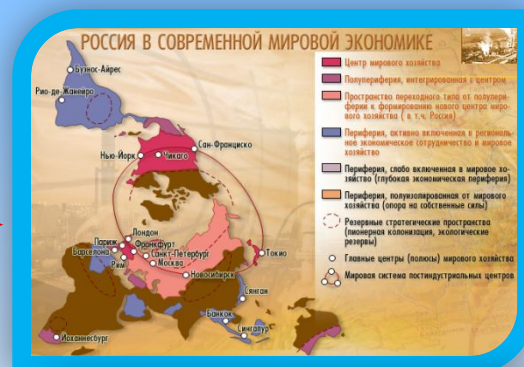 РОССИЯ В СОВРЕМЕННОЙ МИРОВОЙ ЭКОНОМИКЕ
Буэнос-Айрес
Рио-де-Жанейро
Сан-Франциско
Нью-Йорк
Чикаго
Лондон
Париж
Франкфурт
Барселона
Санкт-Петербург
Рим
Москва
Токио
Новосибирск
Сянган
Банкок
Сингапур
Йоханнесбург
Центр мирового хозяйства
Полупериферия, интегрированная с центром
Пространство переходного типа от полупери-
ферии к формированию нового центра миро-
вого хозяйства ( в т.ч. Россия)
Периферия, активно включенная в региональ-
ное экономическое сотрудничество и мировое
хозяйство
Периферия, слабо включенная в мировое хо-
зяйство (глубокая экономическая периферия)
Периферия, полуизолированная от мирового
хозяйства (опора на собственные силы)
Резервные стратегические пространства
(пионерная колонизация, экологические
резервы)
Главные центры (полюсы) мирового хозяйства
Мировая система постиндустриальных центров